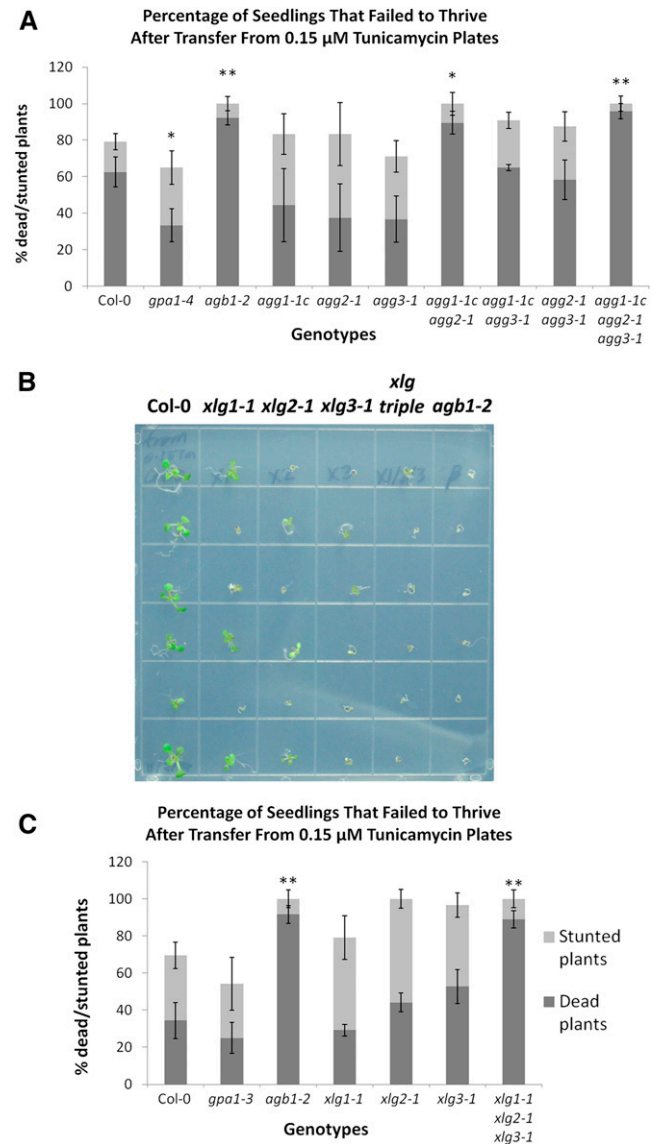 A
Percentage of Seedlings That Failed to Thrive
After Transfer From 0.15 µM Tunicamycin Plates
% dead/stunted plants
120
100
80
60
40
20
0
* ** * **
Col-0 gpa1-4 agb1-2 agg1-1c agg2-1 agg3-1 agg1-1c agg1-1c agg2-1 agg1-1c
agg2-1 agg3-1 agg3-1 agg2-1
agg3-1
Genotypes
B
Col-0 xlg1-1 xlg2-1 xlg3-1 xlg triple agb1-2
from
X2 X3 X1/2/3 β
C
Percentage of Seedlings That Failed to Thrive
After Transfer From 0.15 µM Tunicamycin Plates
% dead/stunted plants
120
100
80
60
40
20
0
** **
Col-0 gpa1-3 agb1-2 xlg1-1 xlg2-1 xlg3-1 xlg1-1
xlg2-1
xlg3-1
Genotypes
Stunted
plants
Dead
plants